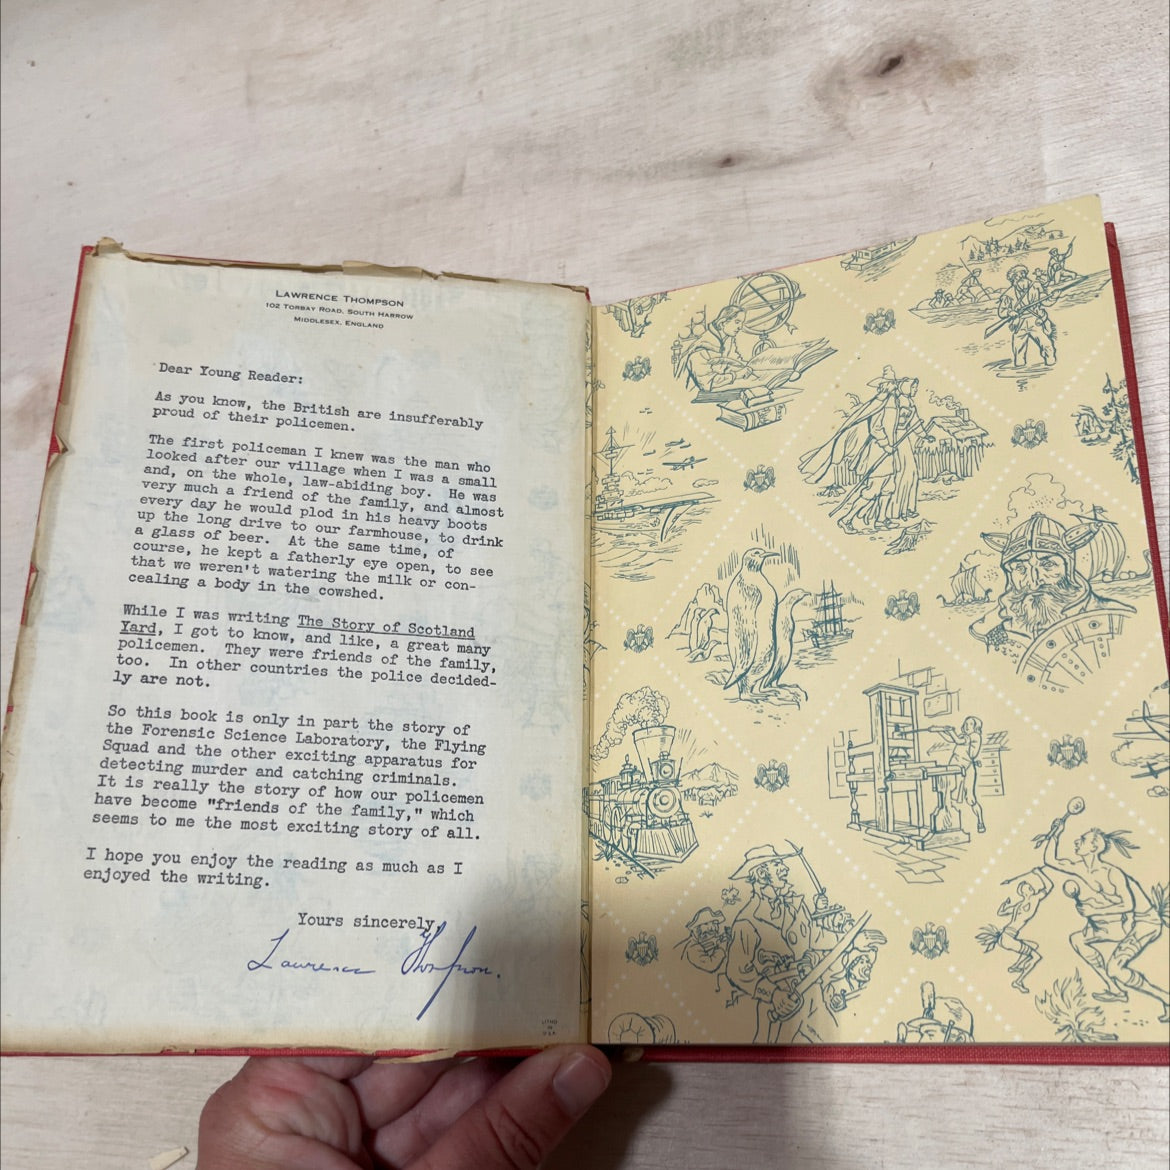 LAWRENCE THOMPSON
102 TORBAY ROAD, SOUTH HARROW
MIDDLESEX, ENGLAND
Dear Young Reader:
As you know, the British are insufferably
proud of their policemen.
The first policeman I knew was the man who
looked after our village when I was a small
and, on the whole, law-abiding boy. He was
very much a friend of the family, and almost
every day he would plod in his heavy boots
up the long drive to our farmhouse, to drink
a glass of beer. At the same time, of
course, he kept a fatherly eye open, to see
that we weren't watering the milk or con-
cealing a body in the cowshed.
While I was writing The Story of Scotland
Yard, I got to know, and like, a great many
policemen. They were friends of the family,
too. In other countries the police decided-
ly are not.
So this book is only in part the story of
the Forensic Science Laboratory, the Flying
Squad and the other exciting apparatus for
detecting murder and catching criminals.
It is really the story of how our policemen
have become "friends of the family," which
seems to me the most exciting story of all.
I hope you enjoy the reading as much as I
enjoyed the writing.
Yours sincerely,
Lawrence Thompson.
LITHO
IN
U.S.A.